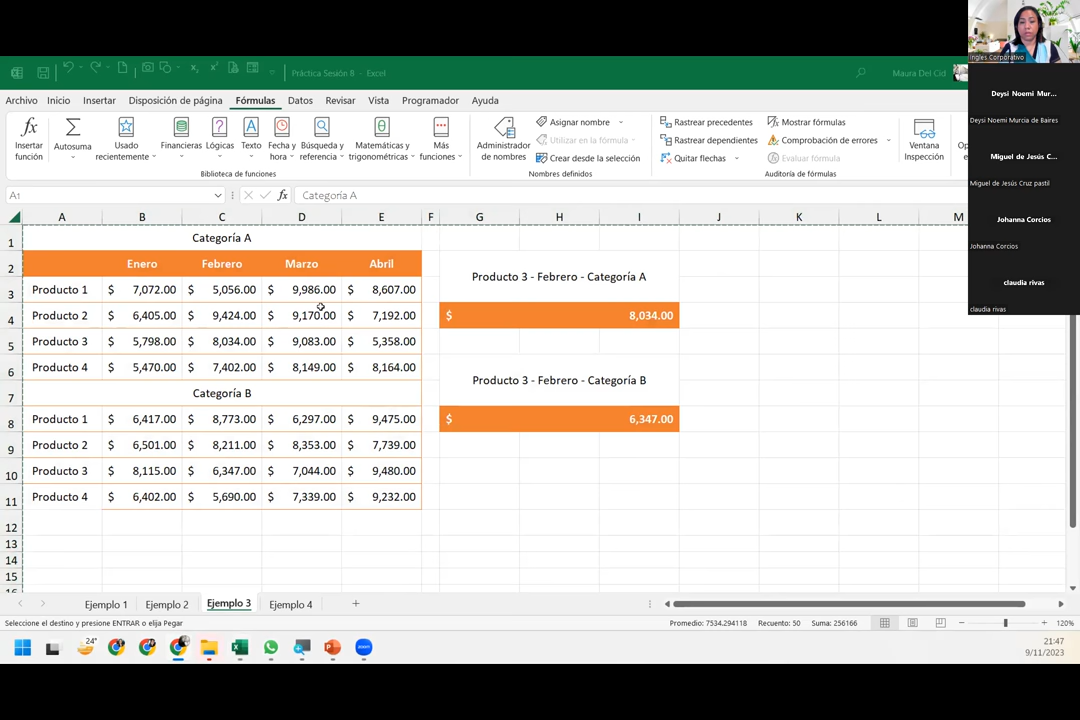 Práctica Sesión 8 - Excel
Maura Del Cid
Archivo Inicio Insertar Disposición de página Fórmulas Datos Revisar Vista Programador Ayuda
Insertar función
Autosuma
Usado recientemente
Financieras
Lógicas
Texto
Fecha y hora
Búsqueda y referencia
Matemáticas y trigonométricas
Más funciones
Biblioteca de funciones
Administrador de nombres
Asignar nombre
Utilizar en la fórmula
Crear desde la selección
Nombres definidos
Rastrear precedentes
Rastrear dependientes
Quitar flechas
Mostrar fórmulas
Comprobación de errores
Evaluar fórmula
Auditoría de fórmulas
Ventana Inspección
A1
fx Categoría A
A B C D E F G H I J K L M
1 Categoría A
2 Enero Febrero Marzo Abril
3 Producto 1 $ 7,072.00 $ 5,056.00 $ 9,986.00 $ 8,607.00
4 Producto 2 $ 6,405.00 $ 9,424.00 $ 9,170.00 $ 7,192.00
5 Producto 3 $ 5,798.00 $ 8,034.00 $ 9,083.00 $ 5,358.00
6 Producto 4 $ 5,470.00 $ 7,402.00 $ 8,149.00 $ 8,164.00
7 Categoría B
8 Producto 1 $ 6,417.00 $ 8,773.00 $ 6,297.00 $ 9,475.00
9 Producto 2 $ 6,501.00 $ 8,211.00 $ 8,353.00 $ 7,739.00
10 Producto 3 $ 8,115.00 $ 6,347.00 $ 7,044.00 $ 9,480.00
11 Producto 4 $ 6,402.00 $ 5,690.00 $ 7,339.00 $ 9,232.00
12
13
14
15
Producto 3 - Febrero - Categoría A
$ 8,034.00
Producto 3 - Febrero - Categoría B
$ 6,347.00
Ejemplo 1 Ejemplo 2 Ejemplo 3 Ejemplo 4
Seleccione el destino y presione ENTRAR o elija Pegar
Promedio: 7534.294118 Recuento: 50 Suma: 256166
120%
24°
zoom
21:47
9/11/2023
Ingles Corporativo
Deysi Noemi Mur...
Deysi Noemi Murcia de Baires
Miguel de Jesús C...
Miguel de Jesús Cruz pastil
Johanna Corcios
Johanna Corcios
claudia rivas
claudia rivas